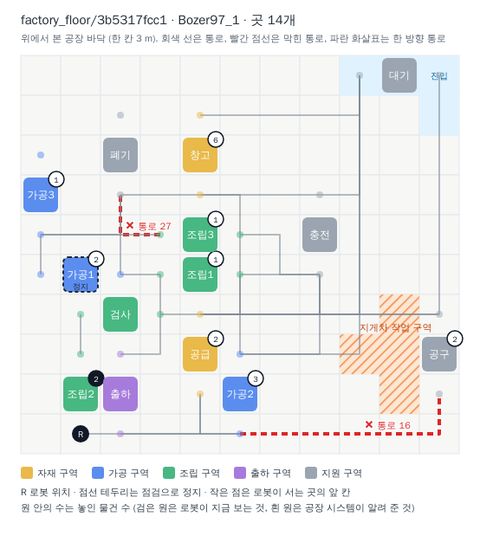 factory_floor/3b5317fcc1 · Bozer97_1 · 곳 14개
위에서 본 공장 바닥 (한 칸 3 m). 회색 선은 통로, 빨간 점선은 막힌 통로, 파란 화살표는 한 방향 통로
대기
진입
폐기
창고
6
가공3
1
통로 27
조립3
1
충전
가공1
2
정지
조립1
1
검사
지게차 작업 구역
공급
2
공구
2
조립2
2
출하
가공2
3
통로 16
R
자재 구역
가공 구역
조립 구역
출하 구역
지원 구역
R 로봇 위치 · 점선 테두리는 점검으로 정지 · 작은 점은 로봇이 서는 곳의 앞 칸
원 안의 수는 놓인 물건 수 (검은 원은 로봇이 지금 보는 것, 흰 원은 공장 시스템이 알려 준 것)